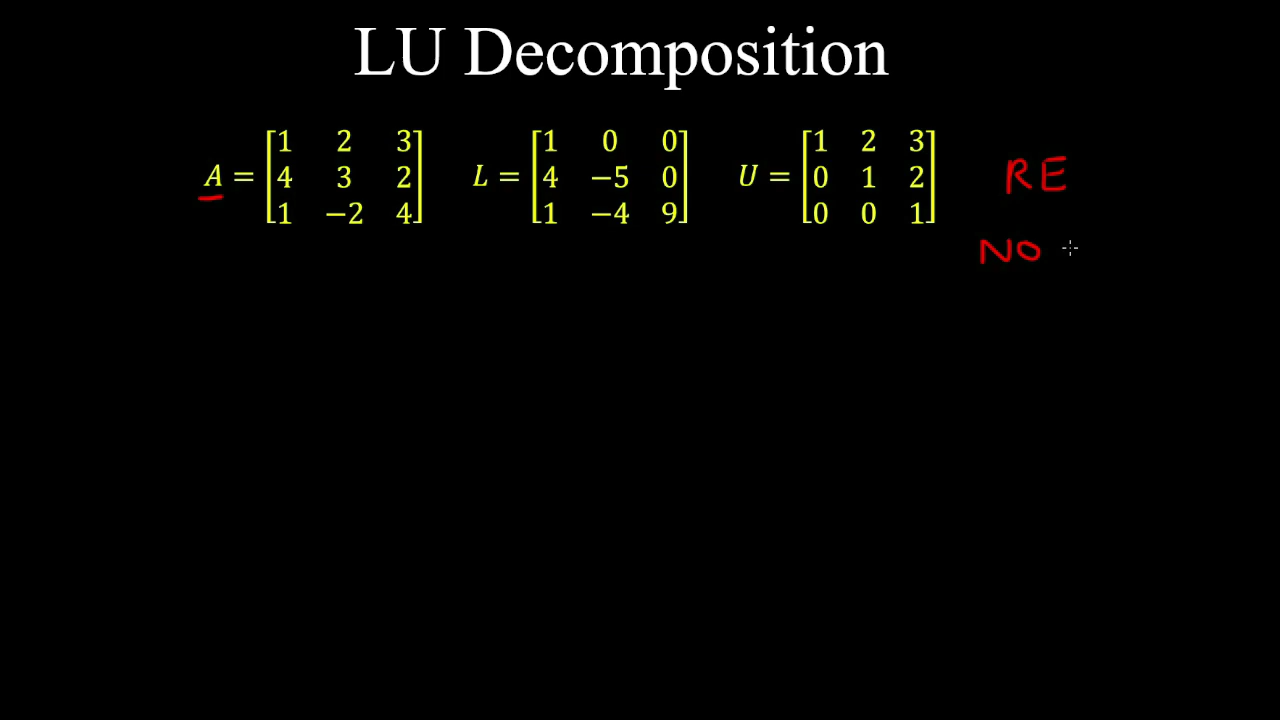 LU Decomposition
A = [1 2 3; 4 3 2; 1 −2 4] L = [1 0 0; 4 −5 0; 1 −4 9] U = [1 2 3; 0 1 2; 0 0 1] RE
NO